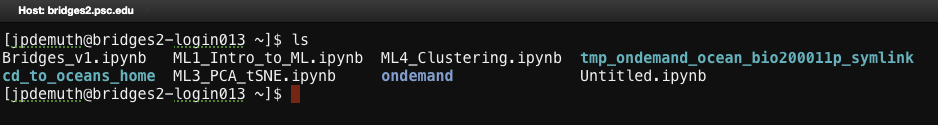 Host: bridges2.psc.edu
[jpdemuth@bridges2-login013 ~]$ ls
Bridges_v1.ipynb ML1_Intro_to_ML.ipynb ML4_Clustering.ipynb tmp_ondemand_ocean_bio200011p_symlink
cd_to_oceans_home ML3_PCA_tSNE.ipynb ondemand Untitled.ipynb
[jpdemuth@bridges2-login013 ~]$